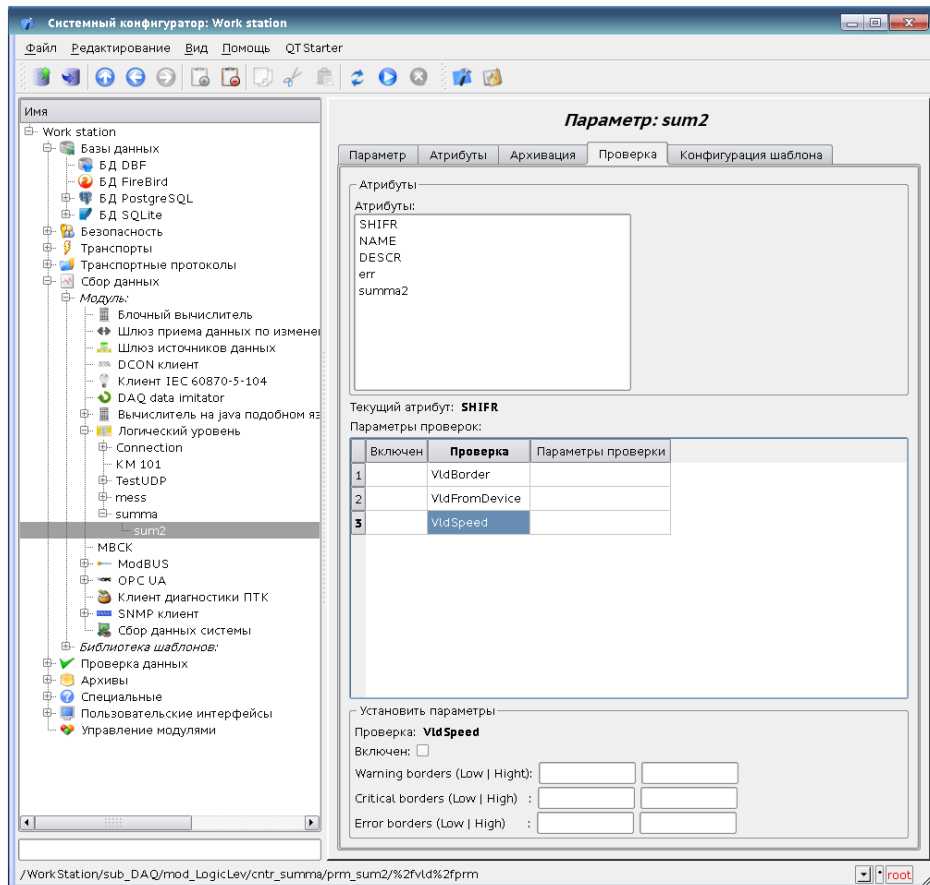 Системный конфигуратор: Work station
Файл Редактирование Вид Помощь QTStarter
Имя
Work station
Базы данных
БД DBF
БД FireBird
БД PostgreSQL
БД SQLite
Безопасность
Транспорты
Транспортные протоколы
Сбор данных
Модуль:
Блочный вычислитель
Шлюз приема данных по измене
Шлюз источников данных
DCON клиент
Клиент IEC 60870-5-104
DAQ data imitator
Вычислитель на java подобном яз
Логический уровень
Connection
КМ 101
TestUDP
mess
summa
sum2
МВСК
ModBUS
OPC UA
Клиент диагностики ПТК
SNMP клиент
Сбор данных системы
Библиотека шаблонов:
Проверка данных
Архивы
Специальные
Пользовательские интерфейсы
Управление модулями
Параметр: sum2
Параметр Атрибуты Архивация Проверка Конфигурация шаблона
Атрибуты
Атрибуты:
SHIFR
NAME
DESCR
err
summa2
Текущий атрибут: SHIFR
Параметры проверок:
Включен Проверка Параметры проверки
1 VldBorder
2 VldFromDevice
3 VldSpeed
Установить параметры
Проверка: VldSpeed
Включен:
Warning borders (Low | Hight):
Critical borders (Low | High) :
Error borders (Low | High) :
/WorkStation/sub_DAQ/mod_LogicLev/cntr_summa/prm_sum2/%2fvld%2fprm
* root